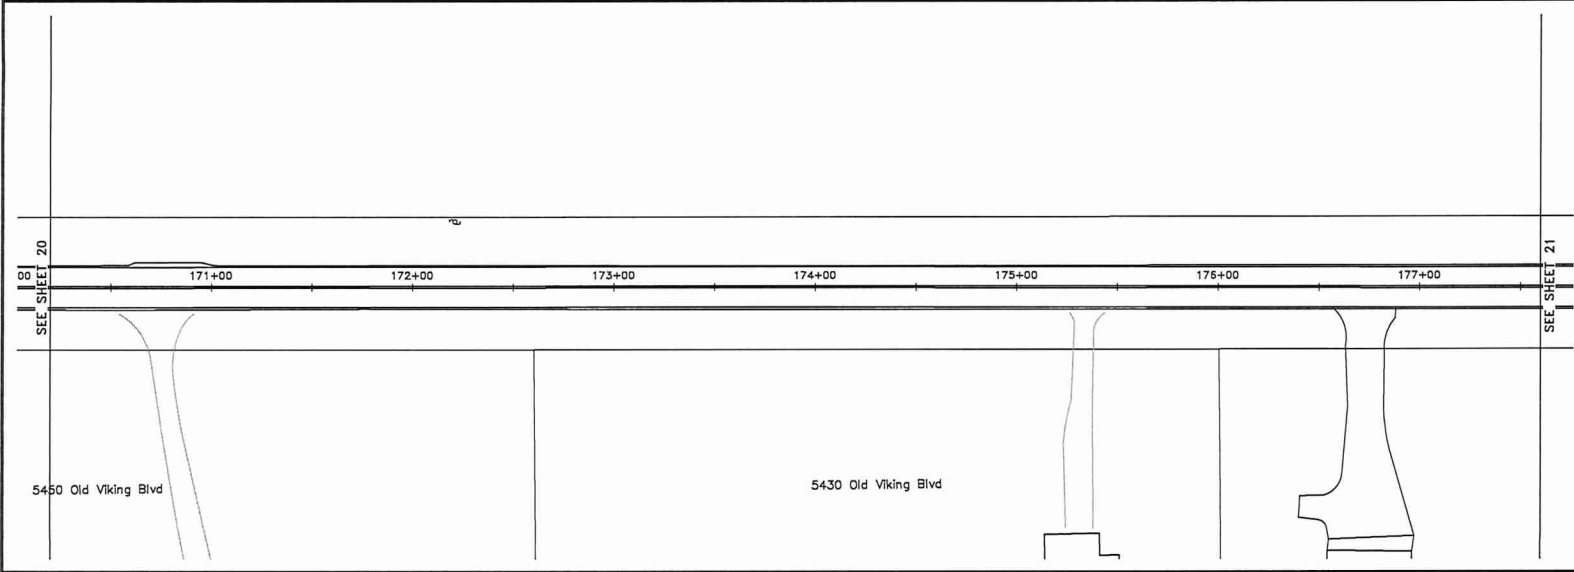 SEE SHEET 20
00
171+00
172+00
173+00
174+00
175+00
176+00
177+00
SEE SHEET 21
5450 Old Viking Blvd
5430 Old Viking Blvd